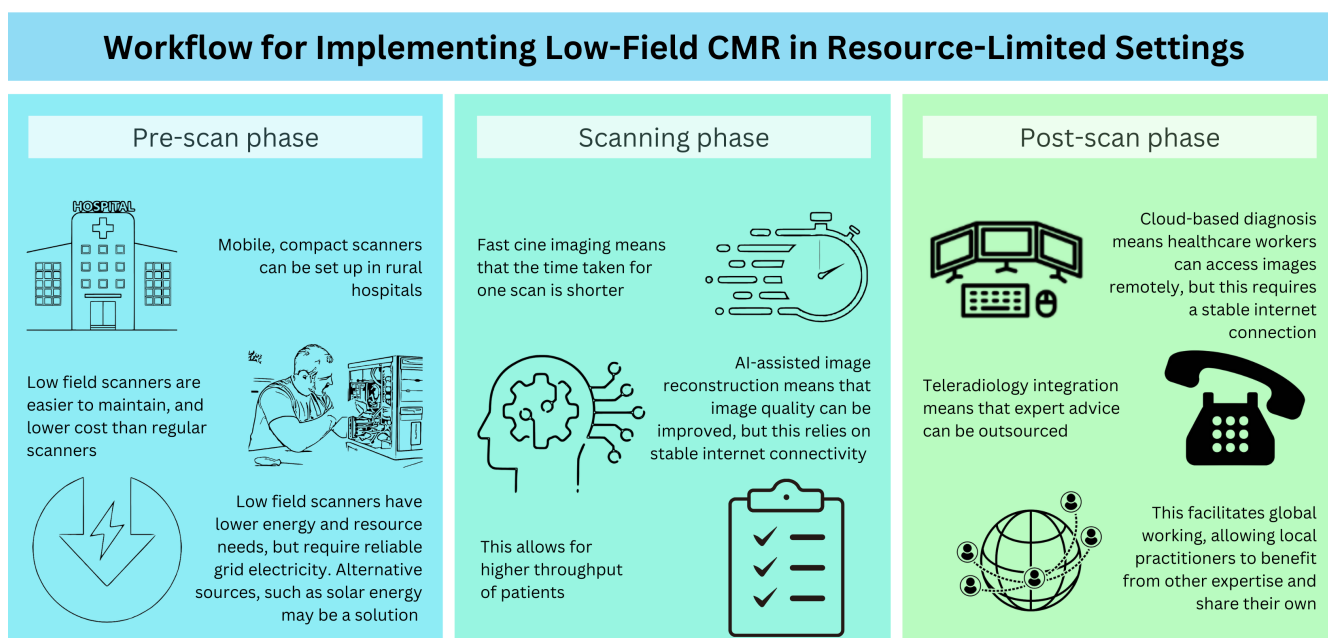 Workflow for Implementing Low-Field CMR in Resource-Limited Settings
Pre-scan phase
HOSPITAL
Mobile, compact scanners
can be set up in rural
hospitals
Low field scanners are
easier to maintain, and
lower cost than regular
scanners
Low field scanners have
lower energy and resource
needs, but require reliable
grid electricity. Alternative
sources, such as solar energy
may be a solution
Scanning phase
Fast cine imaging means
that the time taken for
one scan is shorter
AI-assisted image
reconstruction means that
image quality can be
improved, but this relies on
stable internet connectivity
This allows for
higher throughput
of patients
Post-scan phase
Cloud-based diagnosis
means healthcare workers
can access images
remotely, but this requires
a stable internet
connection
Teleradiology integration
means that expert advice
can be outsourced
This facilitates global
working, allowing local
practitioners to benefit
from other expertise and
share their own